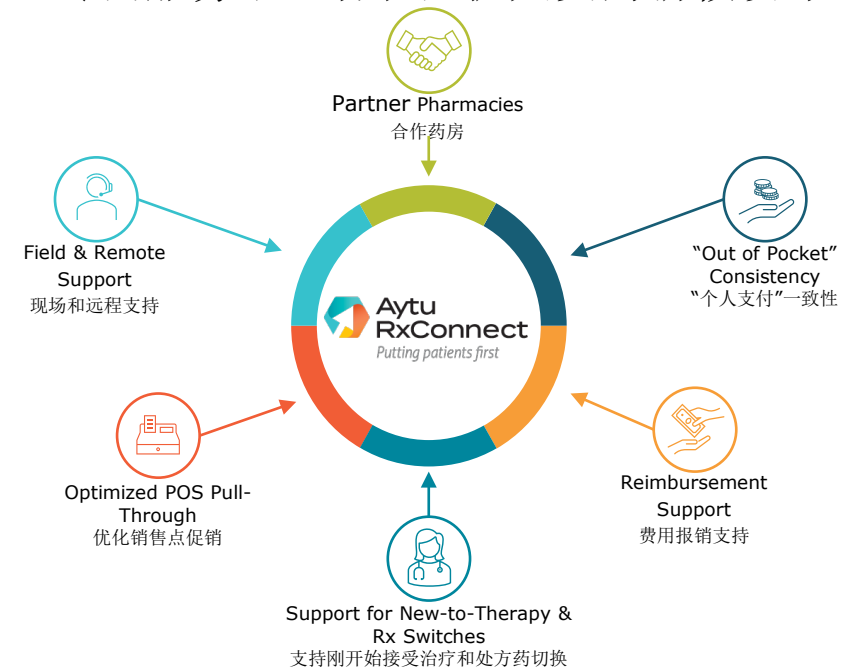 Partner Pharmacies
合作药房
Field & Remote
Support
现场和远程支持
“Out of Pocket”
Consistency
“个人支付”一致性
Aytu
RxConnect
Putting patients first
Optimized POS Pull-
Through
优化销售点促销
Reimbursement
Support
费用报销支持
Support for New-to-Therapy &
Rx Switches
支持刚开始接受治疗和处方药切换